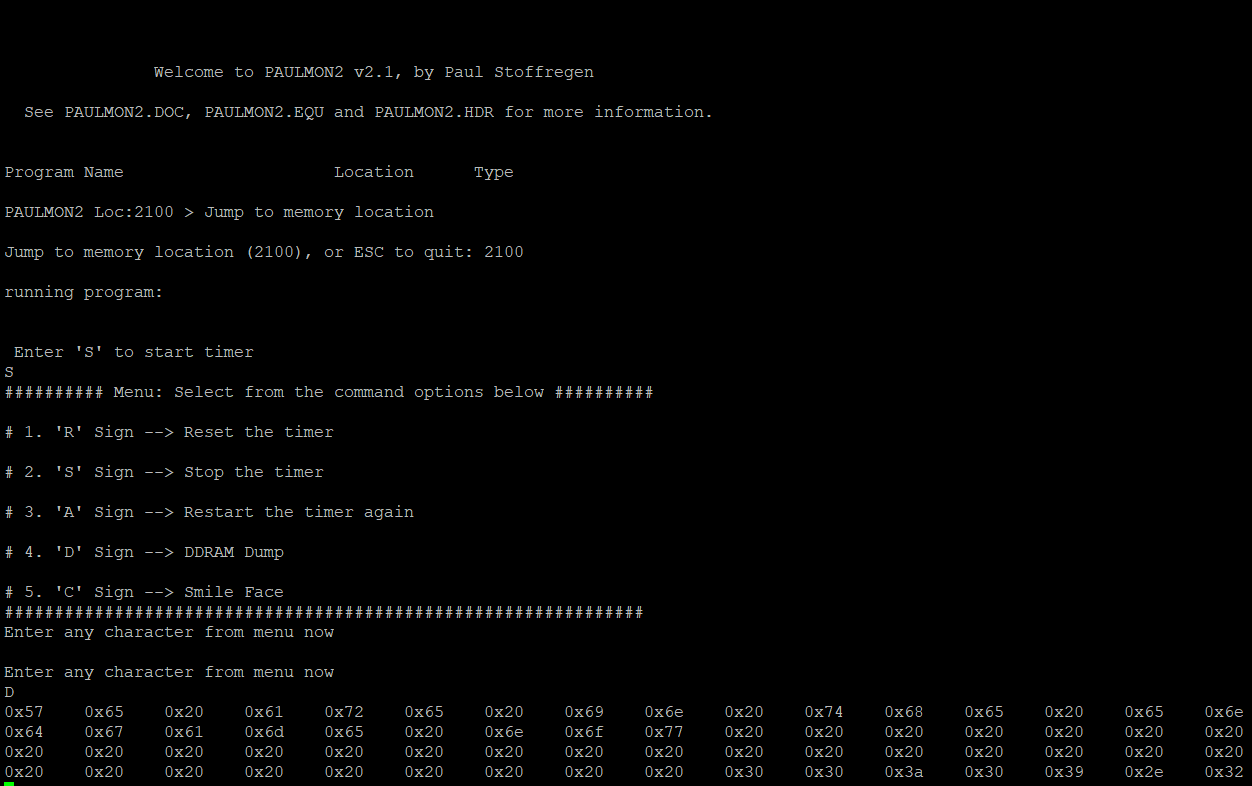 Welcome to PAULMON2 v2.1, by Paul Stoffregen
See PAULMON2.DOC, PAULMON2.EQU and PAULMON2.HDR for more information.
Program Name Location Type
PAULMON2 Loc:2100 > Jump to memory location
Jump to memory location (2100), or ESC to quit: 2100
running program:
Enter 'S' to start timer
S
########## Menu: Select from the command options below ##########
# 1. 'R' Sign --> Reset the timer
# 2. 'S' Sign --> Stop the timer
# 3. 'A' Sign --> Restart the timer again
# 4. 'D' Sign --> DDRAM Dump
# 5. 'C' Sign --> Smile Face
################################################################
Enter any character from menu now
Enter any character from menu now
D
0x57 0x65 0x20 0x61 0x72 0x65 0x20 0x69 0x6e 0x20 0x74 0x68 0x65 0x20 0x65 0x6e
0x64 0x67 0x61 0x6d 0x65 0x20 0x6e 0x6f 0x77 0x20 0x20 0x20 0x20 0x20 0x20 0x20
0x20 0x20 0x20 0x20 0x20 0x20 0x20 0x20 0x20 0x20 0x20 0x20 0x20 0x20 0x20 0x20
0x20 0x20 0x20 0x20 0x20 0x20 0x20 0x20 0x20 0x30 0x30 0x3a 0x30 0x39 0x2e 0x32